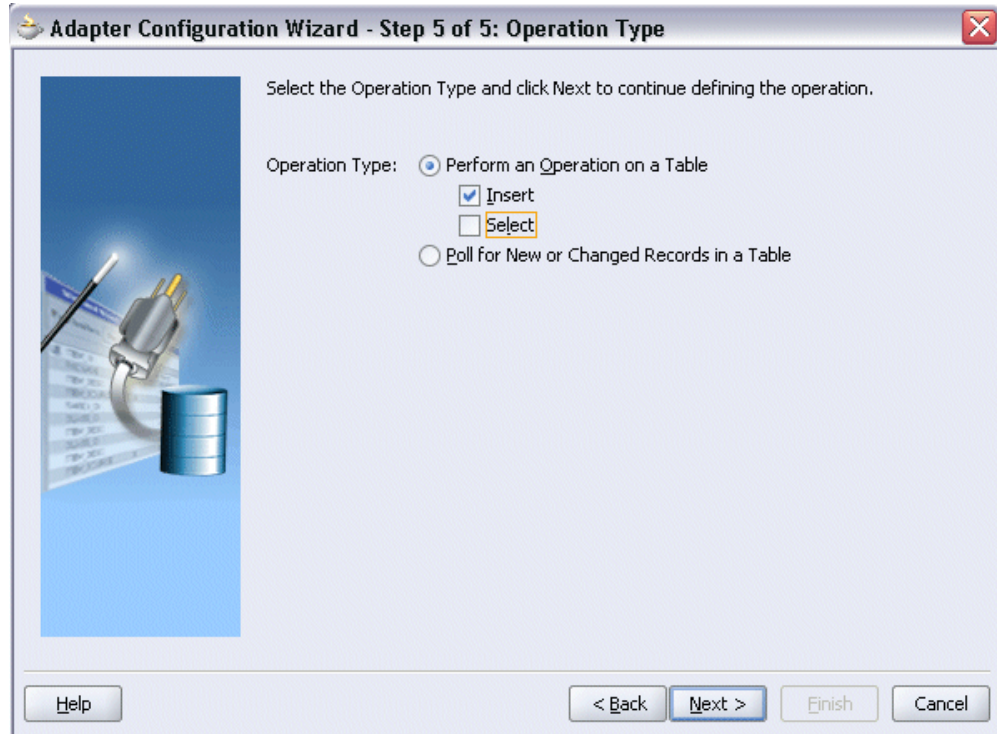 Adapter Configuration Wizard - Step 5 of 5: Operation Type
Select the Operation Type and click Next to continue defining the operation.
Operation Type: Perform an Operation on a Table
Insert
Select
Poll for New or Changed Records in a Table
Help < Back Next > Finish Cancel